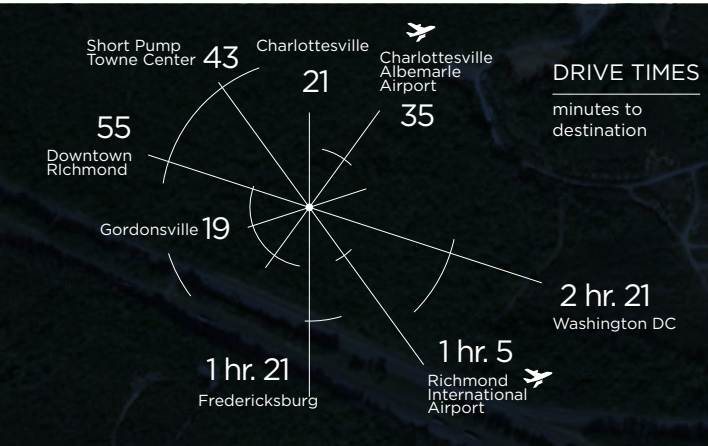 Short Pump
Towne Center 43
Charlottesville
21
Charlottesville
Albemarle
Airport
35
DRIVE TIMES
minutes to
destination
55
Downtown
RIchmond
Gordonsville 19
2 hr. 21
Washington DC
1 hr. 5
Richmond
International
Airport
1 hr. 21
Fredericksburg